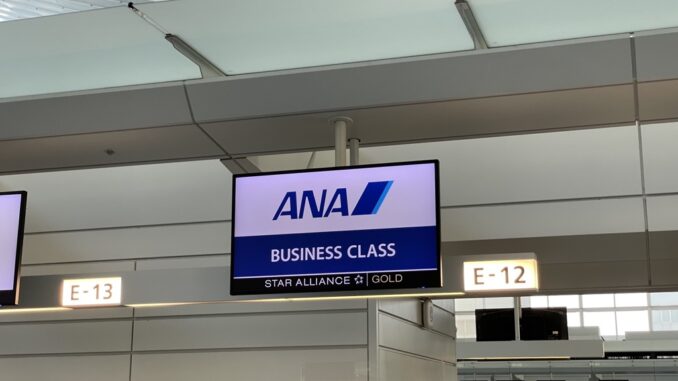 ANA
BUSINESS CLASS
STAR ALLIANCE GOLD
E-13
E-12